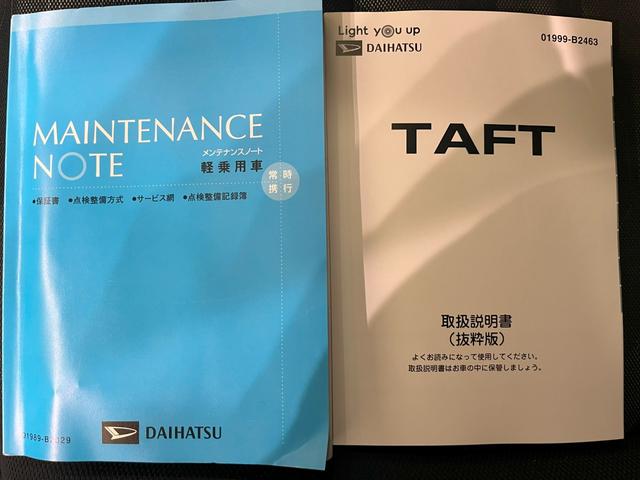 MAINTENANCE
NOTE
メンテナンスノート
軽乗用車
常時
携行
●保証書 ●点検整備方式 ●サービス網 ●点検整備記録簿
DAIHATSU
Light you up
DAIHATSU
01999-B2463
TAFT
取扱説明書
(抜粋版)
よくお読みになって使用してください。
取扱説明書はお車の中に保管しましょう。